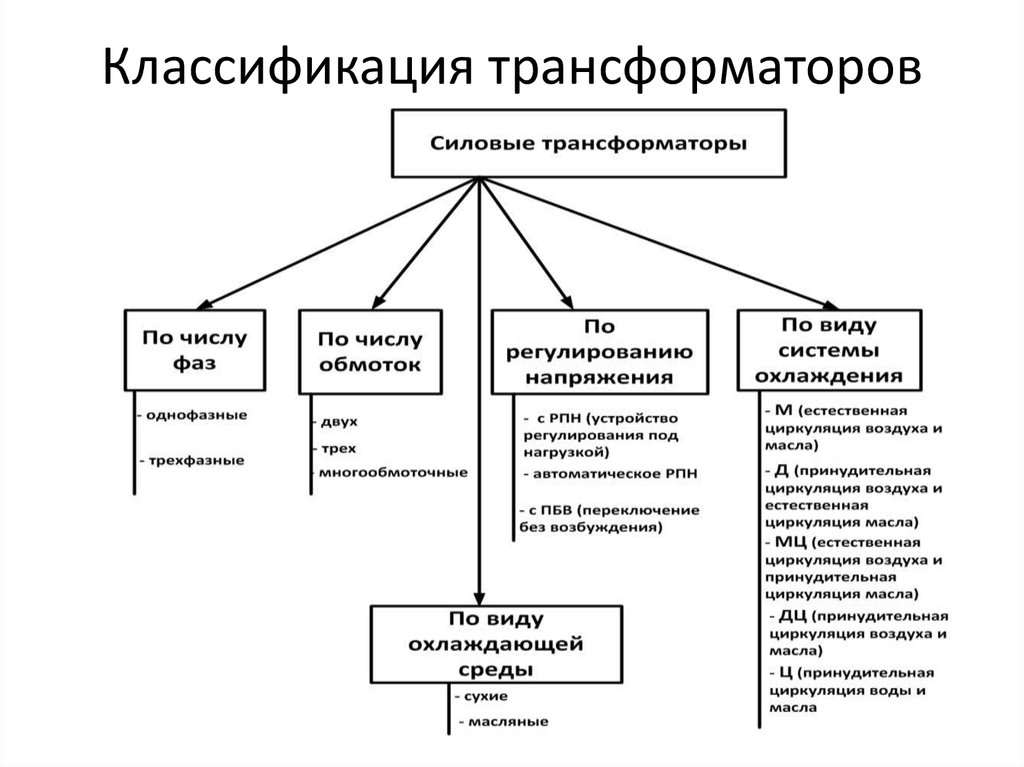 Классификация трансформаторов
Силовые трансформаторы
По числу
фаз
- однофазные
- трехфазные
По числу
обмоток
- двух
- трех
- многообмоточные
По
регулированию
напряжения
- с РПН (устройство
регулирования под
нагрузкой)
- автоматическое РПН
- с ПБВ (переключение
без возбуждения)
По виду
системы
охлаждения
- М (естественная
циркуляция воздуха и
масла)
- Д (принудительная
циркуляция воздуха и
естественная
циркуляция масла)
- МЦ (естественная
циркуляция воздуха и
принудительная
циркуляция масла)
- ДЦ (принудительная
циркуляция воздуха и
масла)
- Ц (принудительная
циркуляция воды и
масла
По виду
охлаждающей
среды
- сухие
- масляные